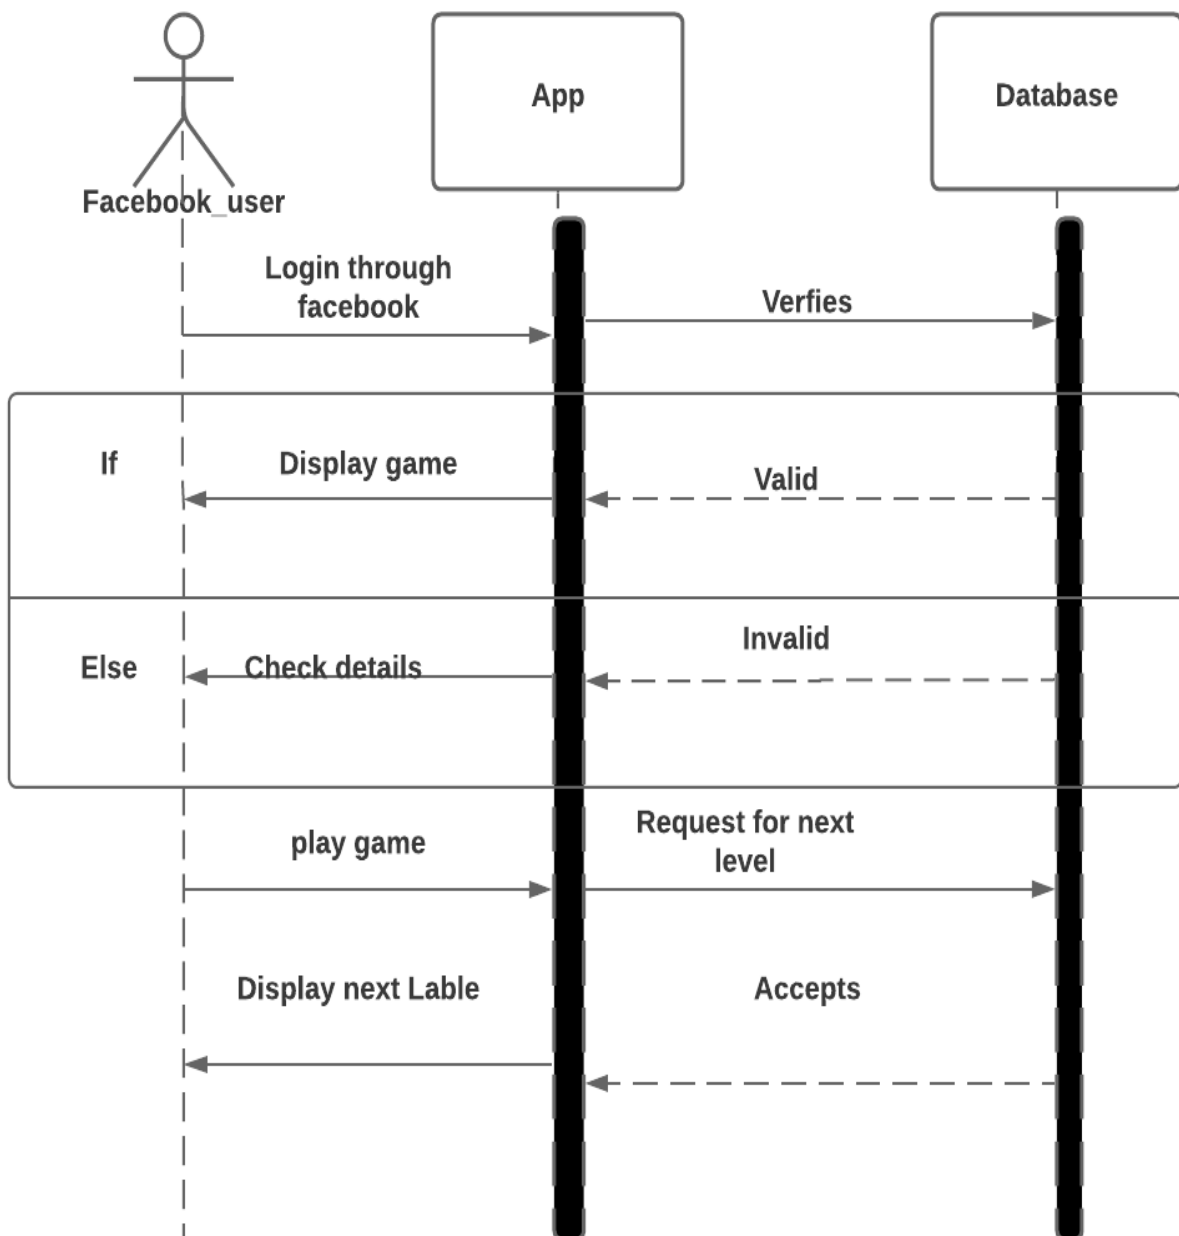 App
Database
Facebook_user
Login through
facebook
Verfies
If
Display game
Valid
Else
Check details
Invalid
play game
Request for next
level
Display next Lable
Accepts